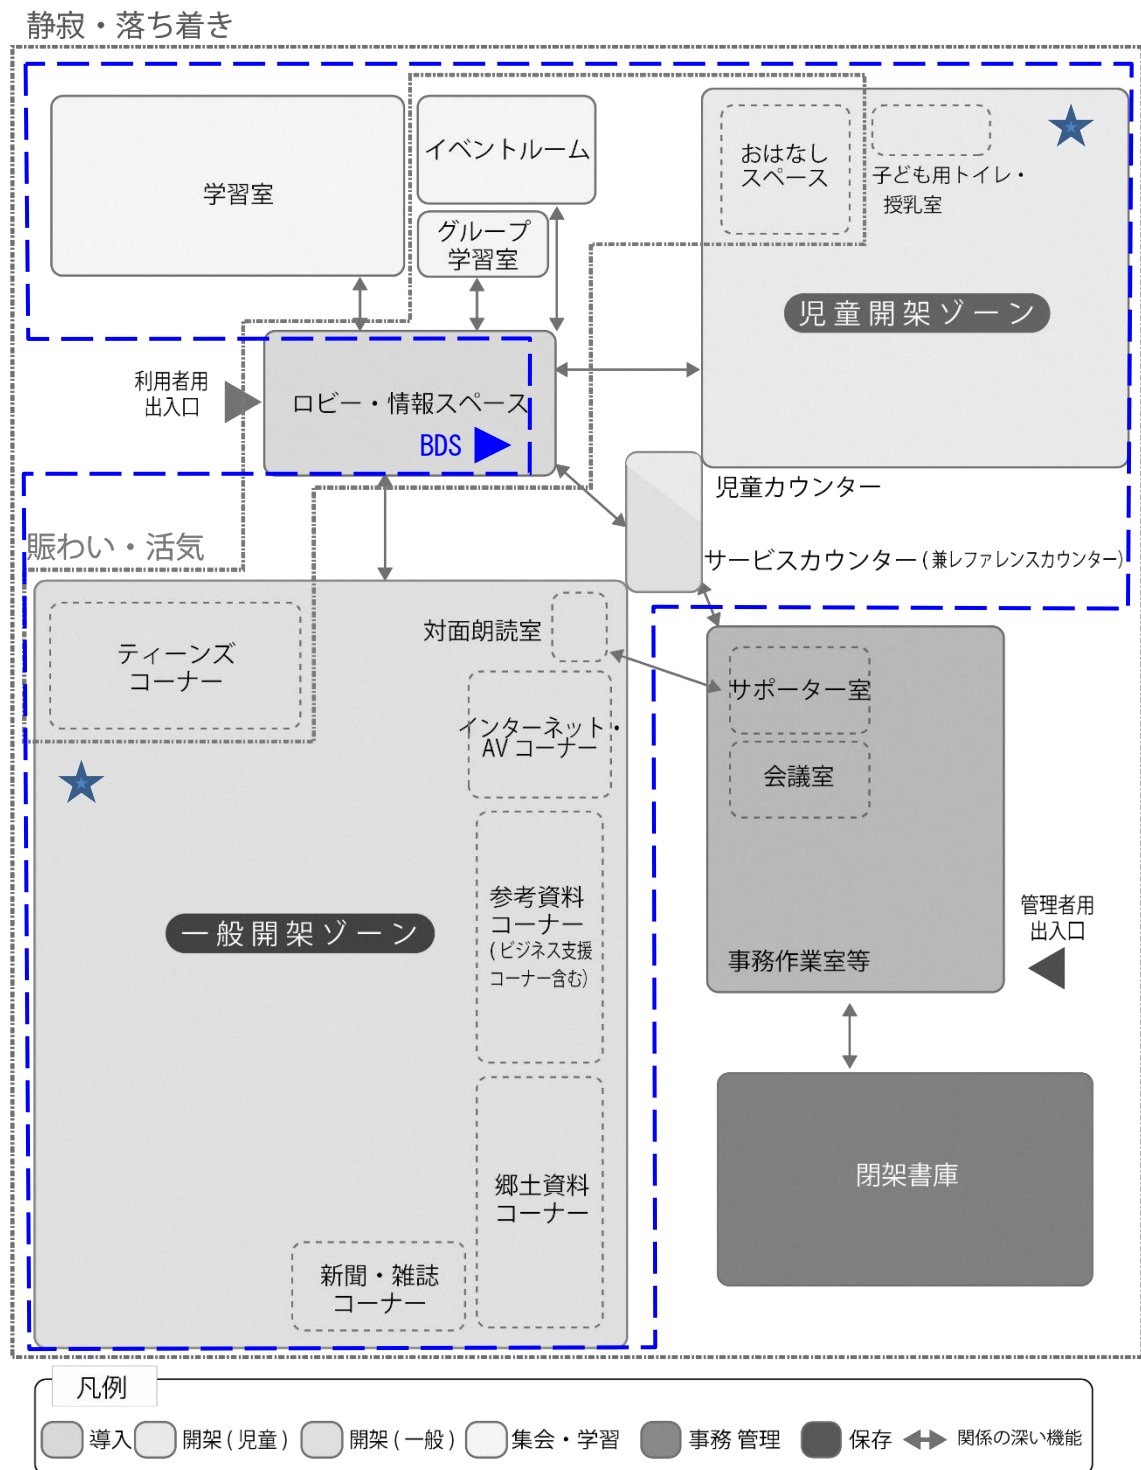 静寂・落ち着き
学習室
イベントルーム
グループ
学習室
おはなし
スペース
子ども用トイレ・
授乳室
児童開架ゾーン
利用者用
出入口
ロビー・情報スペース
BDS
児童カウンター
サービスカウンター(兼レファレンスカウンター)
賑わい・活気
ティーンズ
コーナー
対面朗読室
インターネット・
AVコーナー
サポーター室
会議室
参考資料
コーナー
(ビジネス支援
コーナー含む)
一般開架ゾーン
事務作業室等
管理者用
出入口
郷土資料
コーナー
閉架書庫
新聞・雑誌
コーナー
凡例
導入
開架(児童)
開架(一般)
集会・学習
事務 管理
保存
関係の深い機能